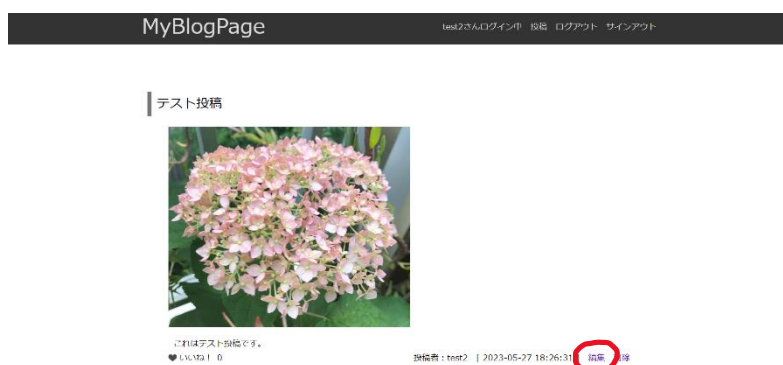 MyBlogPage
test2さんログイン中 投稿 ログアウト サインアウト
テスト投稿
これはテスト投稿です。
❤ いいね! 0
投稿者 : test2 | 2023-05-27 18:26:31 編集 削除